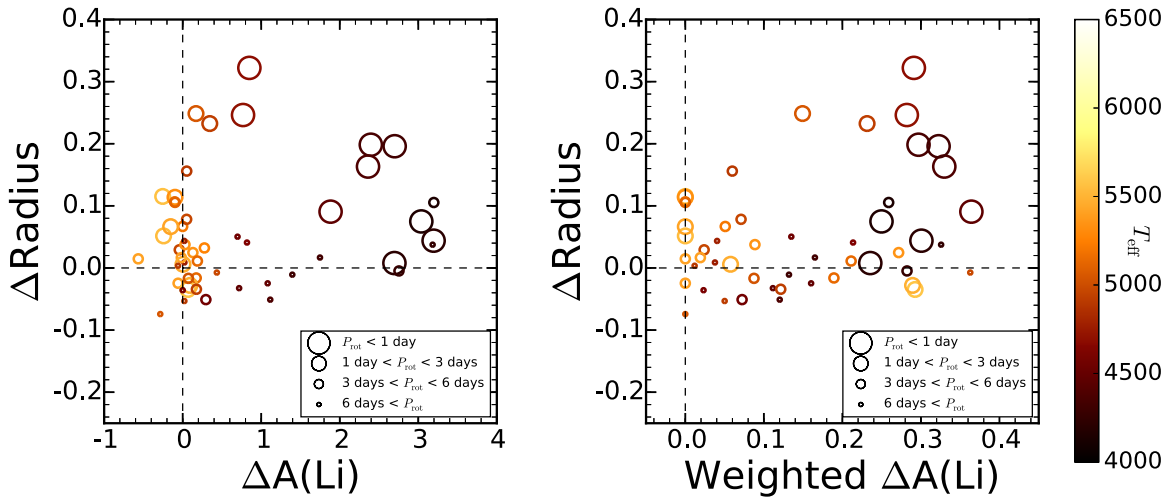 0.4
0.3
0.2
0.1
0.0
-0.1
-0.2
ΔRadius
-1 0 1 2 3 4
ΔA(Li)
P_rot < 1 day
1 day < P_rot < 3 days
3 days < P_rot < 6 days
6 days < P_rot
0.4
0.3
0.2
0.1
0.0
-0.1
-0.2
ΔRadius
0.0 0.1 0.2 0.3 0.4
Weighted ΔA(Li)
P_rot < 1 day
1 day < P_rot < 3 days
3 days < P_rot < 6 days
6 days < P_rot
6500
6000
5500
5000
4500
4000
T_eff